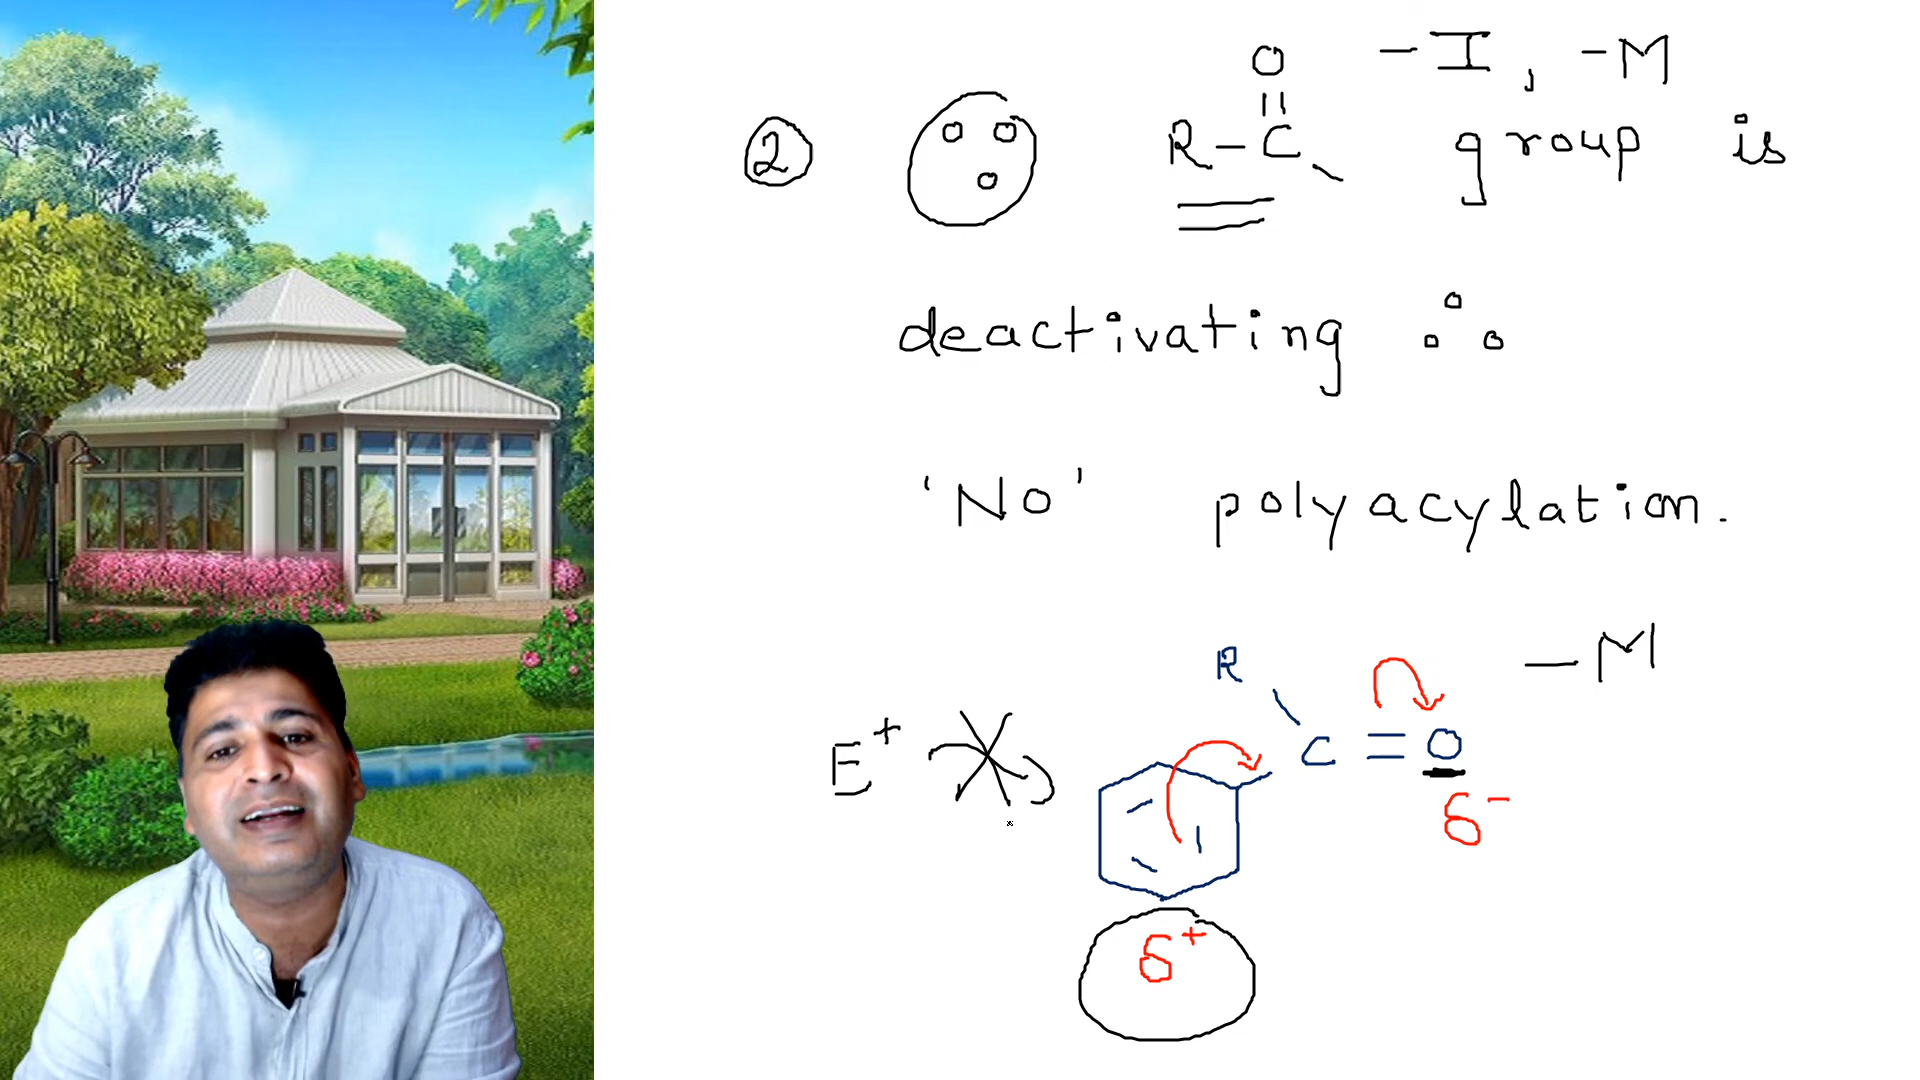 O -I, -M
② ∵ R-C group is
deactivating ∴
'No' polyacylation.
R -M
E+ C = O
δ-
δ+